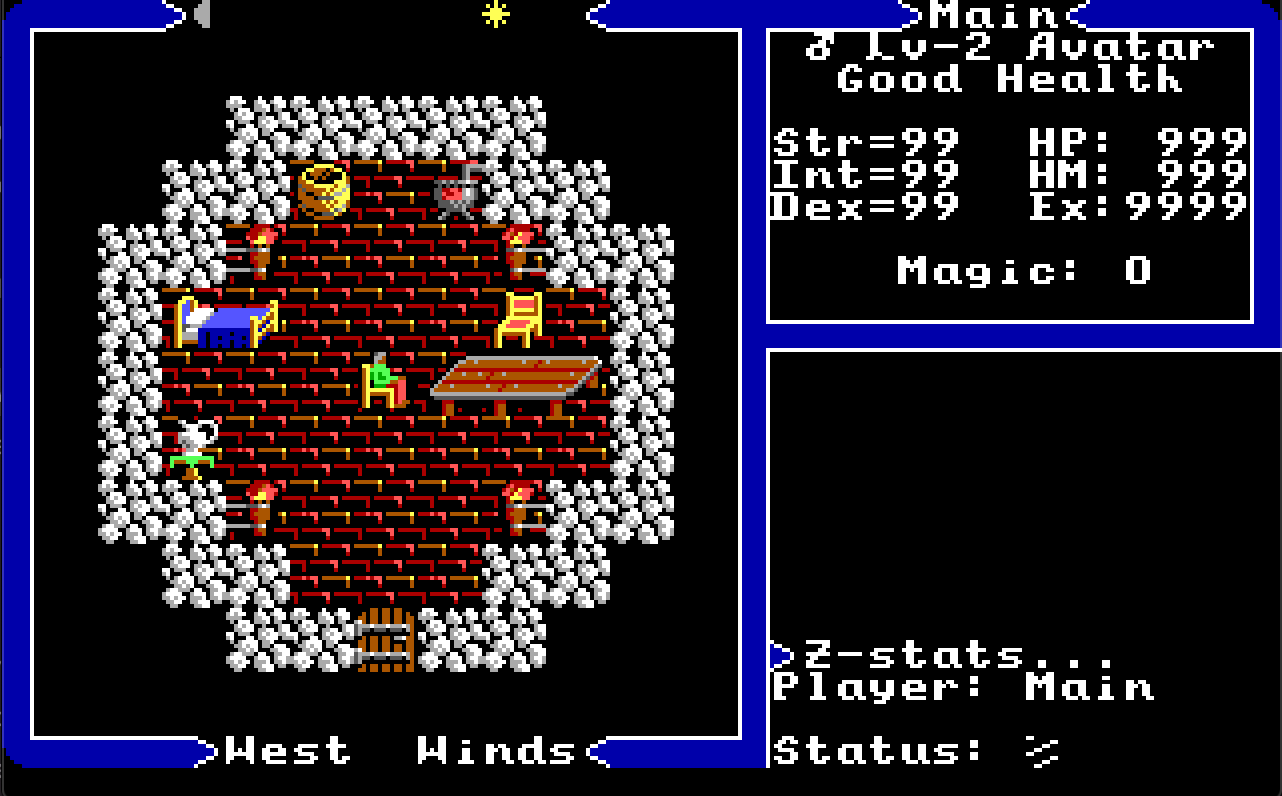 Main
♂ Lv-2 Avatar
Good Health
Str=99 HP: 999
Int=99 HM: 999
Dex=99 Ex:9999
Magic: 0
Z-stats...
Player: Main
Status:
West Winds